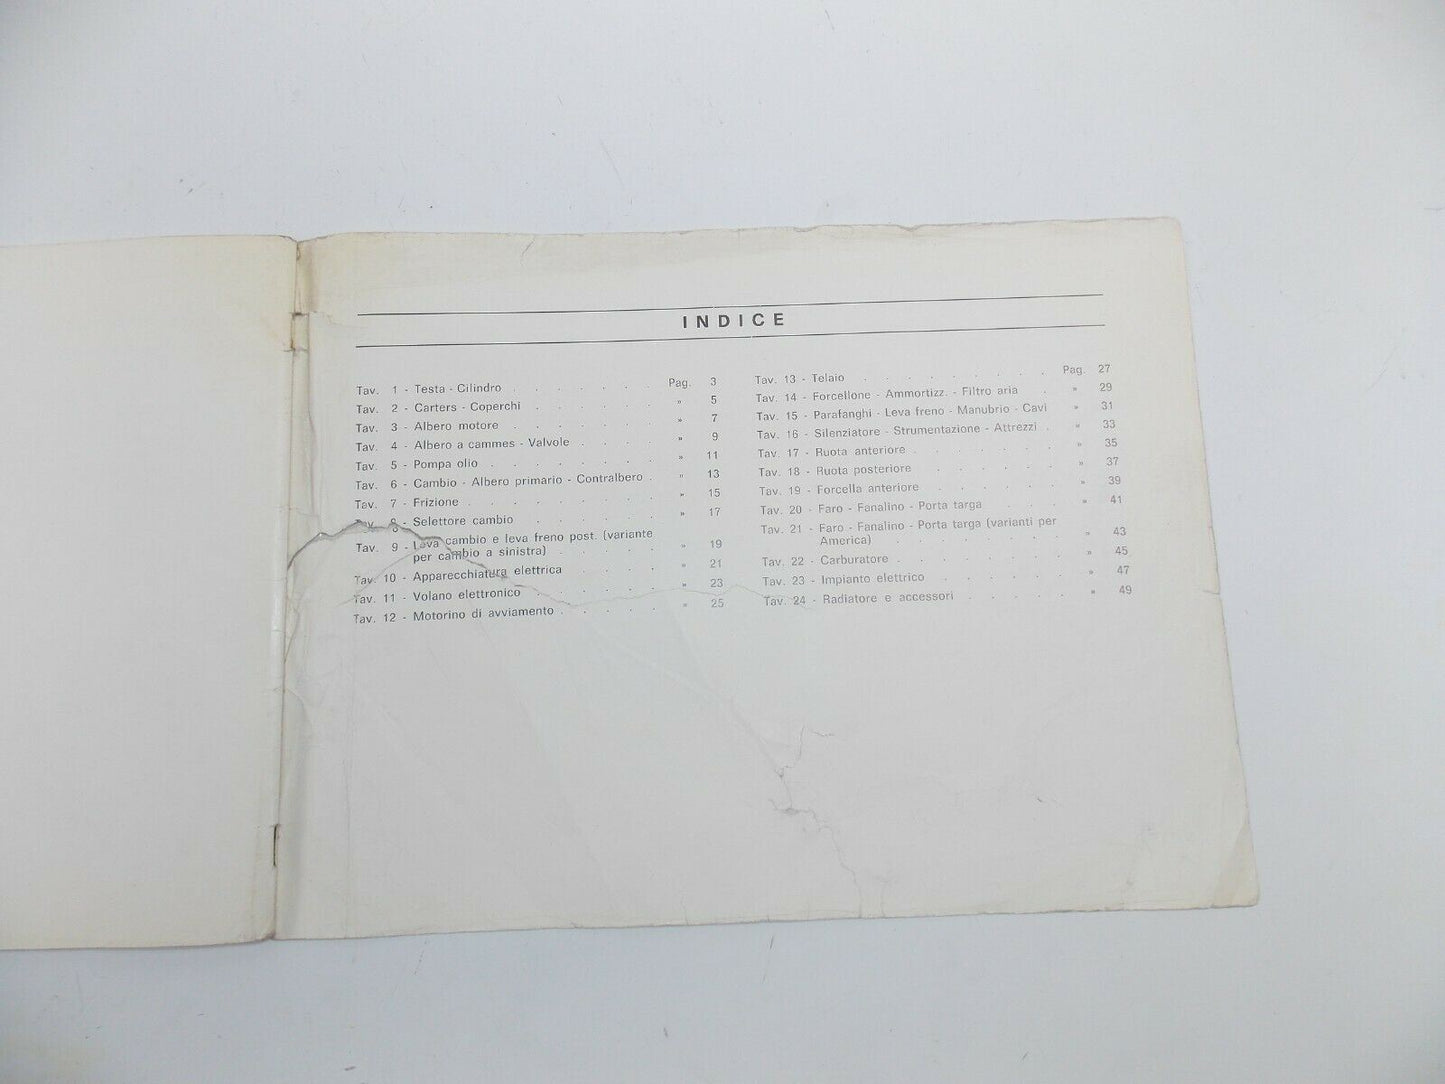 INDICE
Tav. 1 - Testa - Cilindro . . . . . . . Pag. 3
Tav. 2 - Carters - Coperchi . . . . . . » 5
Tav. 3 - Albero motore . . . . . . . » 7
Tav. 4 - Albero a cammes - Valvole . . . . » 9
Tav. 5 - Pompa olio . . . . . . . . » 11
Tav. 6 - Cambio - Albero primario - Contralbero . » 13
Tav. 7 - Frizione . . . . . . . . . » 15
Tav. 8 - Selettore cambio . . . . . . » 17
Tav. 9 - Leva cambio e leva freno post. (variante
per cambio a sinistra) . . . . . » 19
Tav. 10 - Apparecchiatura elettrica . . . . » 21
Tav. 11 - Volano elettronico . . . . . . » 23
Tav. 12 - Motorino di avviamento . . . . . » 25
Tav. 13 - Telaio . . . . . . . . . Pag. 27
Tav. 14 - Forcellone - Ammortizz. - Filtro aria . » 29
Tav. 15 - Parafanghi - Leva freno - Manubrio - Cavi » 31
Tav. 16 - Silenziatore - Strumentazione - Attrezzi . » 33
Tav. 17 - Ruota anteriore . . . . . . . » 35
Tav. 18 - Ruota posteriore . . . . . . » 37
Tav. 19 - Forcella anteriore . . . . . . » 39
Tav. 20 - Faro - Fanalino - Porta targa . . . » 41
Tav. 21 - Faro - Fanalino - Porta targa (varianti per
America) . . . . . . . » 43
Tav. 22 - Carburatore . . . . . . . » 45
Tav. 23 - Impianto elettrico . . . . . . » 47
Tav. 24 - Radiatore e accessori . . . . . » 49